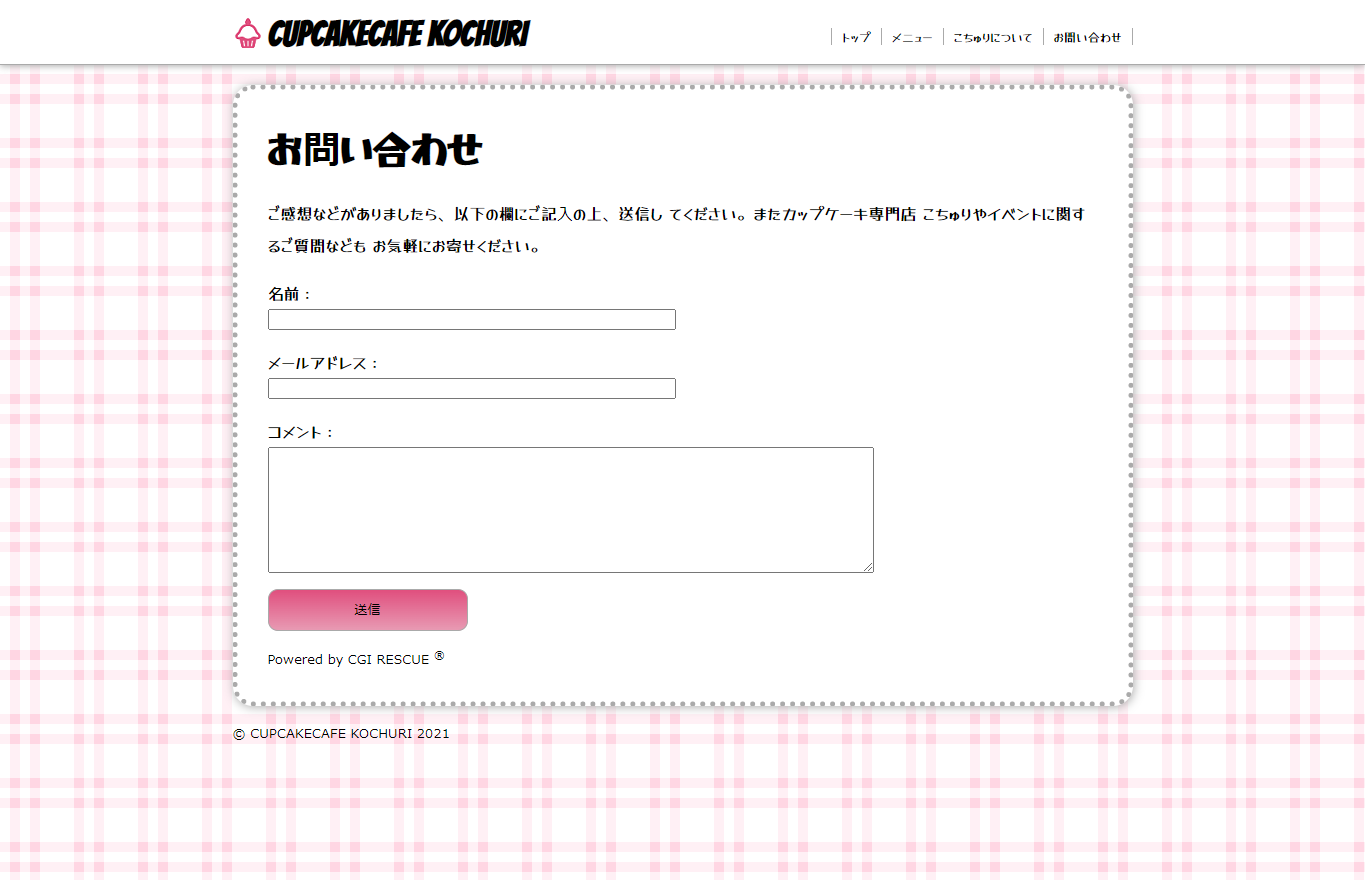 CUPCAKECAFE KOCHURI
トップ
メニュー
こちゅりについて
お問い合わせ
お問い合わせ
ご感想などがありましたら、以下の欄にご記入の上、送信し てください。またカップケーキ専門店 こちゅりやイベントに関す
るご質問なども お気軽にお寄せください。
名前：
メールアドレス：
コメント：
送信
Powered by CGI RESCUE ®
© CUPCAKECAFE KOCHURI 2021